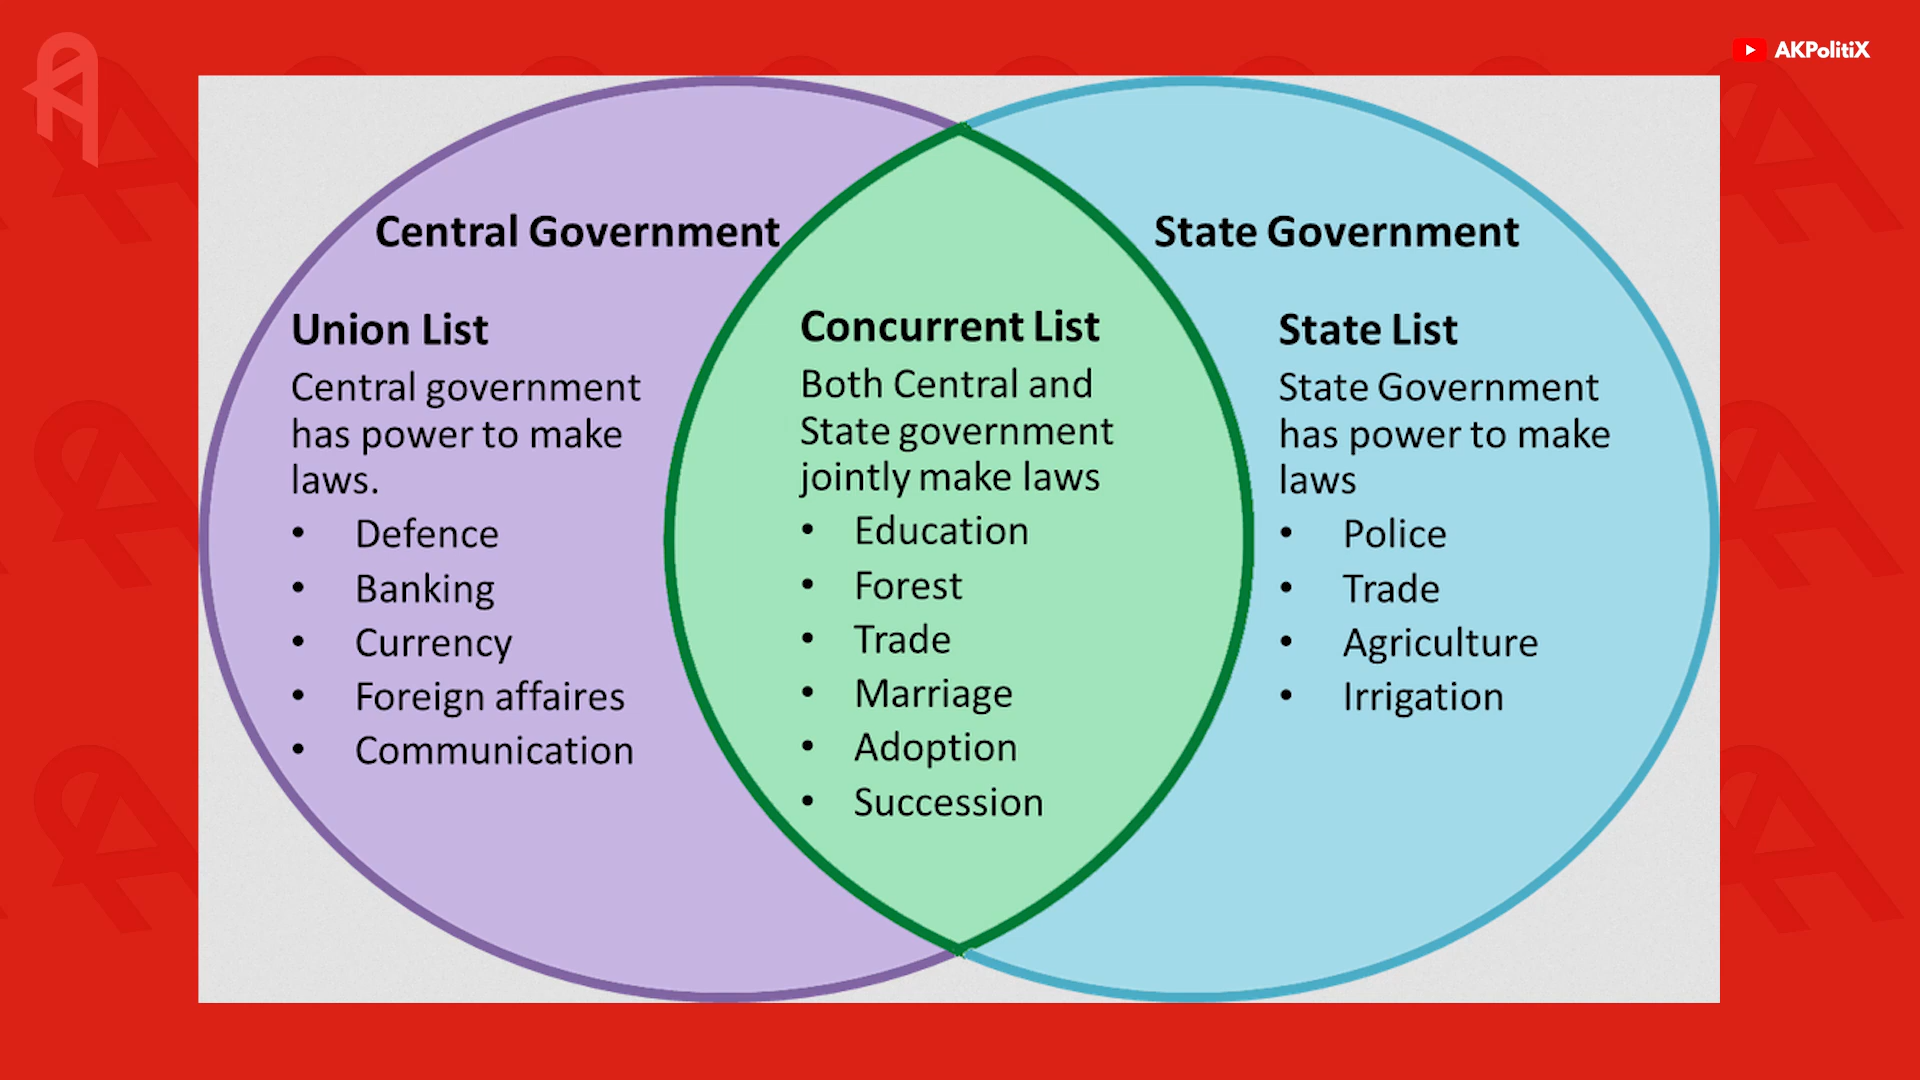 AKPolitiX
Central Government
State Government
Union List
Central government
has power to make
laws.
• Defence
• Banking
• Currency
• Foreign affaires
• Communication
Concurrent List
Both Central and
State government
jointly make laws
• Education
• Forest
• Trade
• Marriage
• Adoption
• Succession
State List
State Government
has power to make
laws
• Police
• Trade
• Agriculture
• Irrigation